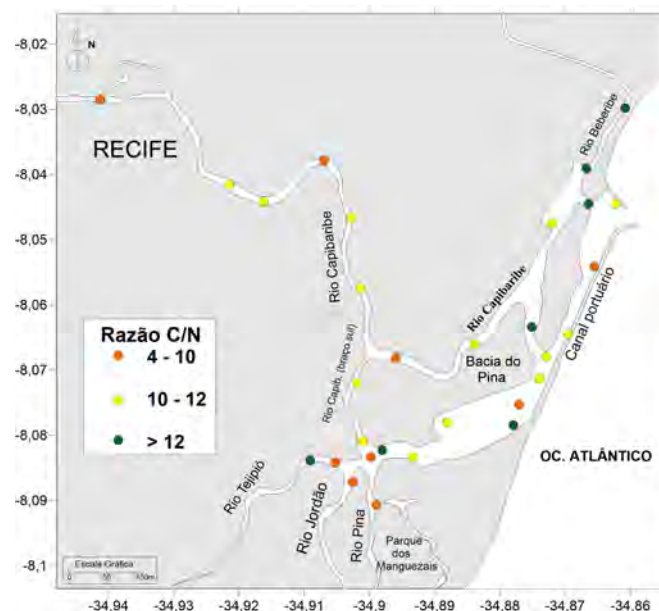 -8,02
N
-8,03
RECIFE
Rio Beberibe
-8,04
Rio Capibaribe
-8,05
Rio Capibaribe
-8,06
Canal portuário
Razão C/N
4 - 10
10 - 12
> 12
Rio Capib. (braço sul)
Bacia do
Pina
-8,07
-8,08
OC. ATLÂNTICO
Rio Tejipió
Rio Jordão
Rio Pina
-8,09
Parque
dos
Manguezais
-8,1
Escala Gráfica
0
-34.94 -34.93 -34.92 -34.91 -34.9 -34.89 -34.88 -34.87 -34.86